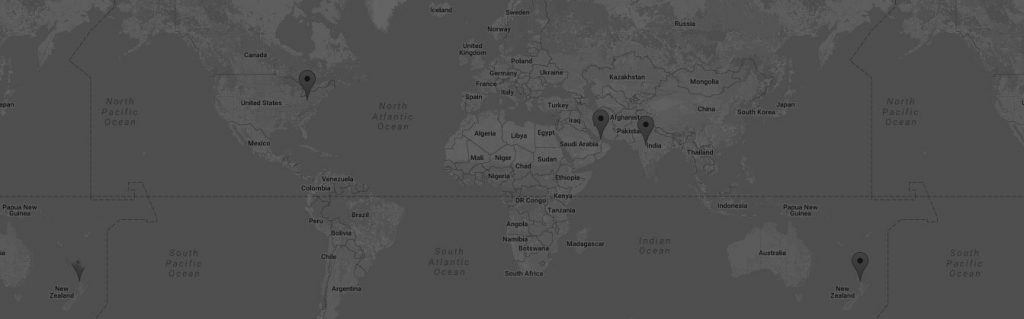 Iceland
Sweden
Russia
Norway
Canada
United
Kingdom
Poland
Germany
Ukraine
Kazakhstan
Mongolia
France
Italy
Spain
North
Pacific
Ocean
United States
North
Atlantic
Ocean
Turkey
China
South Korea
Japan
North
Pacific
Ocean
Iraq
Afghanistan
Pakistan
Mexico
Algeria
Libya
Egypt
Saudi Arabia
India
Thailand
Mali
Niger
Chad
Sudan
Nigeria
Ethiopia
Venezuela
Colombia
DR Congo
Kenya
Tanzania
Indonesia
Papua New
Guinea
Papua New
Guinea
Peru
Brazil
Bolivia
Angola
Namibia
Botswana
Madagascar
South
Pacific
Ocean
Chile
South
Atlantic
Ocean
Indian
Ocean
Australia
South
Pacific
Ocean
South Africa
Argentina
New
Zealand
New
Zealand